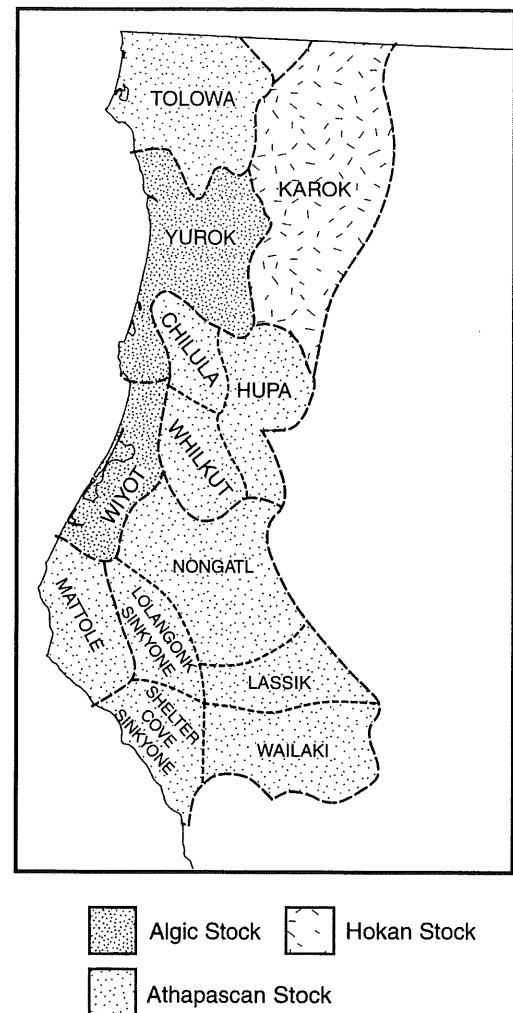 TOLOWA
KAROK
YUROK
CHILULA
HUPA
WHILKUT
WIYOT
NONGATL
MATTOLE
LOLANGONK
SINKYONE
LASSIK
SHELTER
COVE
SINKYONE
WAILAKI
Algic Stock
Hokan Stock
Athapascan Stock